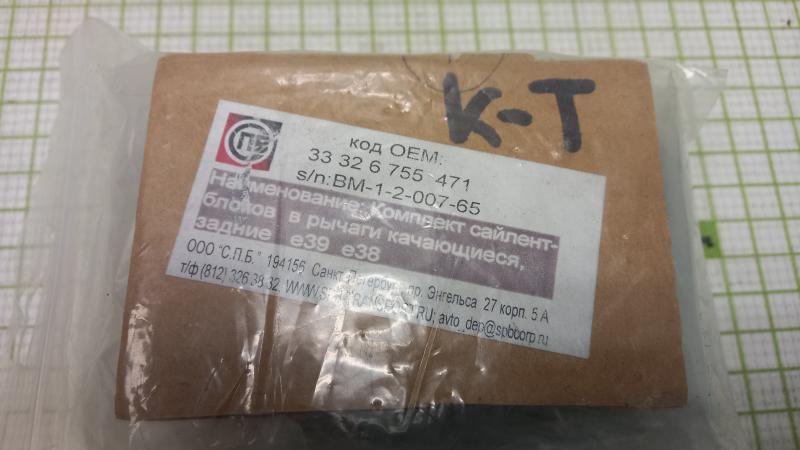 К-Т
код OEM:
33 32 6 755 471
s/n:BM-1-2-007-65
Наименование: Комплект сайлент-
блоков в рычаги качающиеся,
задние e39 e38
ООО "С.П.Б." 194156 Санкт-Петербург, пр. Энгельса 27 корп. 5 А
т/ф (812) 326 38 32. avto_dep@spbcorp.ru